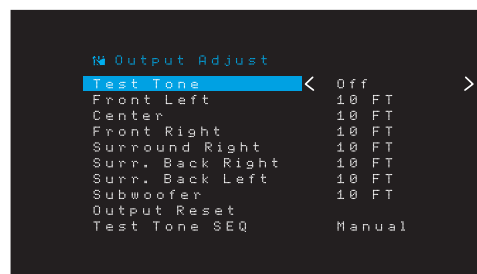 Output Adjust
Test Tone < Off >
Front Left 10 FT
Center 10 FT
Front Right 10 FT
Surround Right 10 FT
Surr. Back Right 10 FT
Surr. Back Left 10 FT
Subwoofer 10 FT
Output Reset
Test Tone SEQ Manual